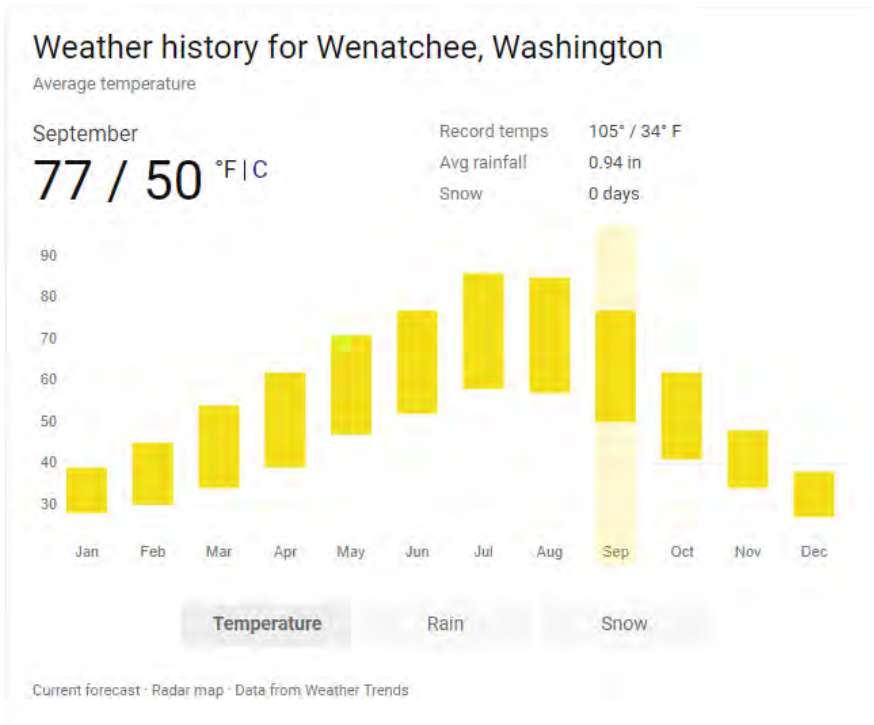 Weather history for Wenatchee, Washington
Average temperature
September
77 / 50 °F | C
Record temps 105° / 34° F
Avg rainfall 0.94 in
Snow 0 days
90
80
70
60
50
40
30
Jan Feb Mar Apr May Jun Jul Aug Sep Oct Nov Dec
Temperature Rain Snow
Current forecast · Radar map · Data from Weather Trends